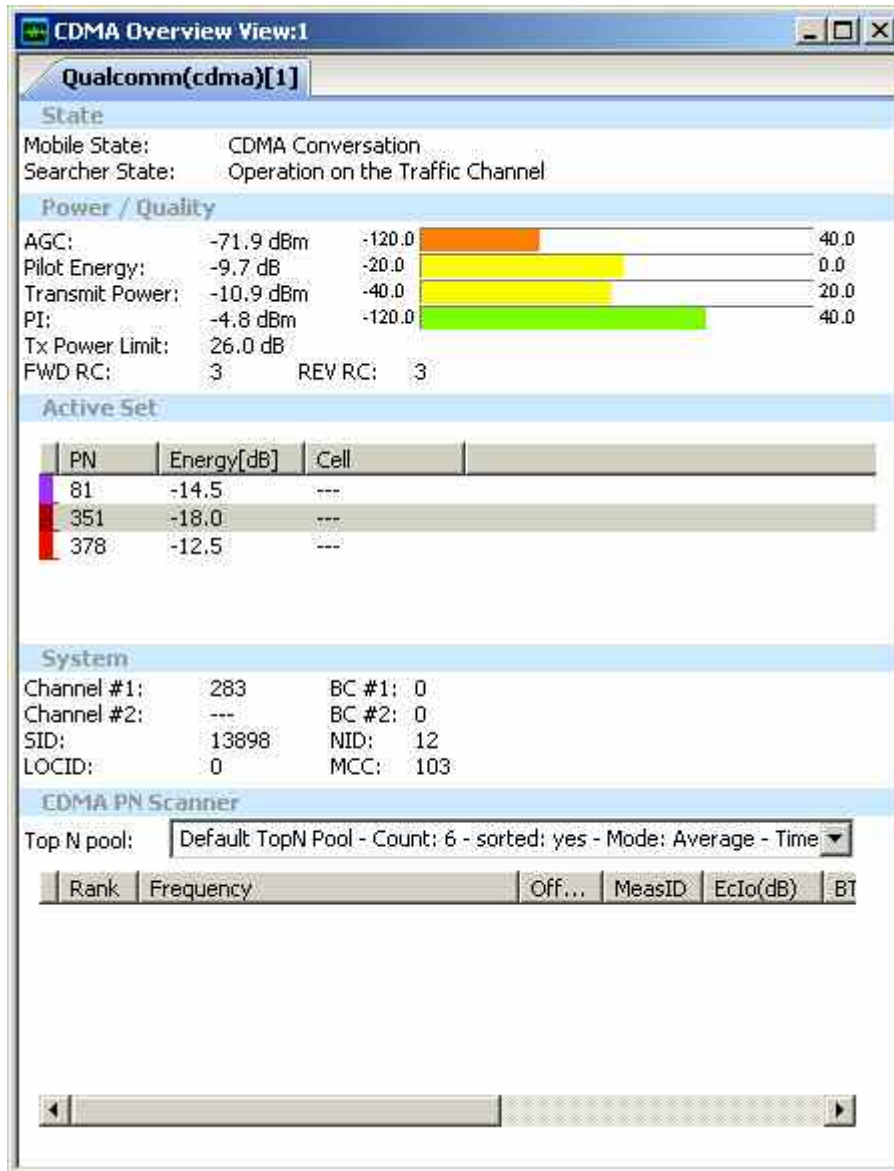 CDMA Overview View:1
Qualcomm(cdma)[1]
State
Mobile State: CDMA Conversation
Searcher State: Operation on the Traffic Channel
Power / Quality
AGC: -71.9 dBm -120.0 40.0
Pilot Energy: -9.7 dB -20.0 0.0
Transmit Power: -10.9 dBm -40.0 20.0
PI: -4.8 dBm -120.0 40.0
Tx Power Limit: 26.0 dB
FWD RC: 3 REV RC: 3
Active Set
PN Energy[dB] Cell
81 -14.5 ---
351 -18.0 ---
378 -12.5 ---
System
Channel #1: 283 BC #1: 0
Channel #2: --- BC #2: 0
SID: 13898 NID: 12
LOCID: 0 MCC: 103
CDMA PN Scanner
Top N pool: Default TopN Pool - Count: 6 - sorted: yes - Mode: Average - Time
Rank Frequency Off... MeasID EcIo(dB) BT